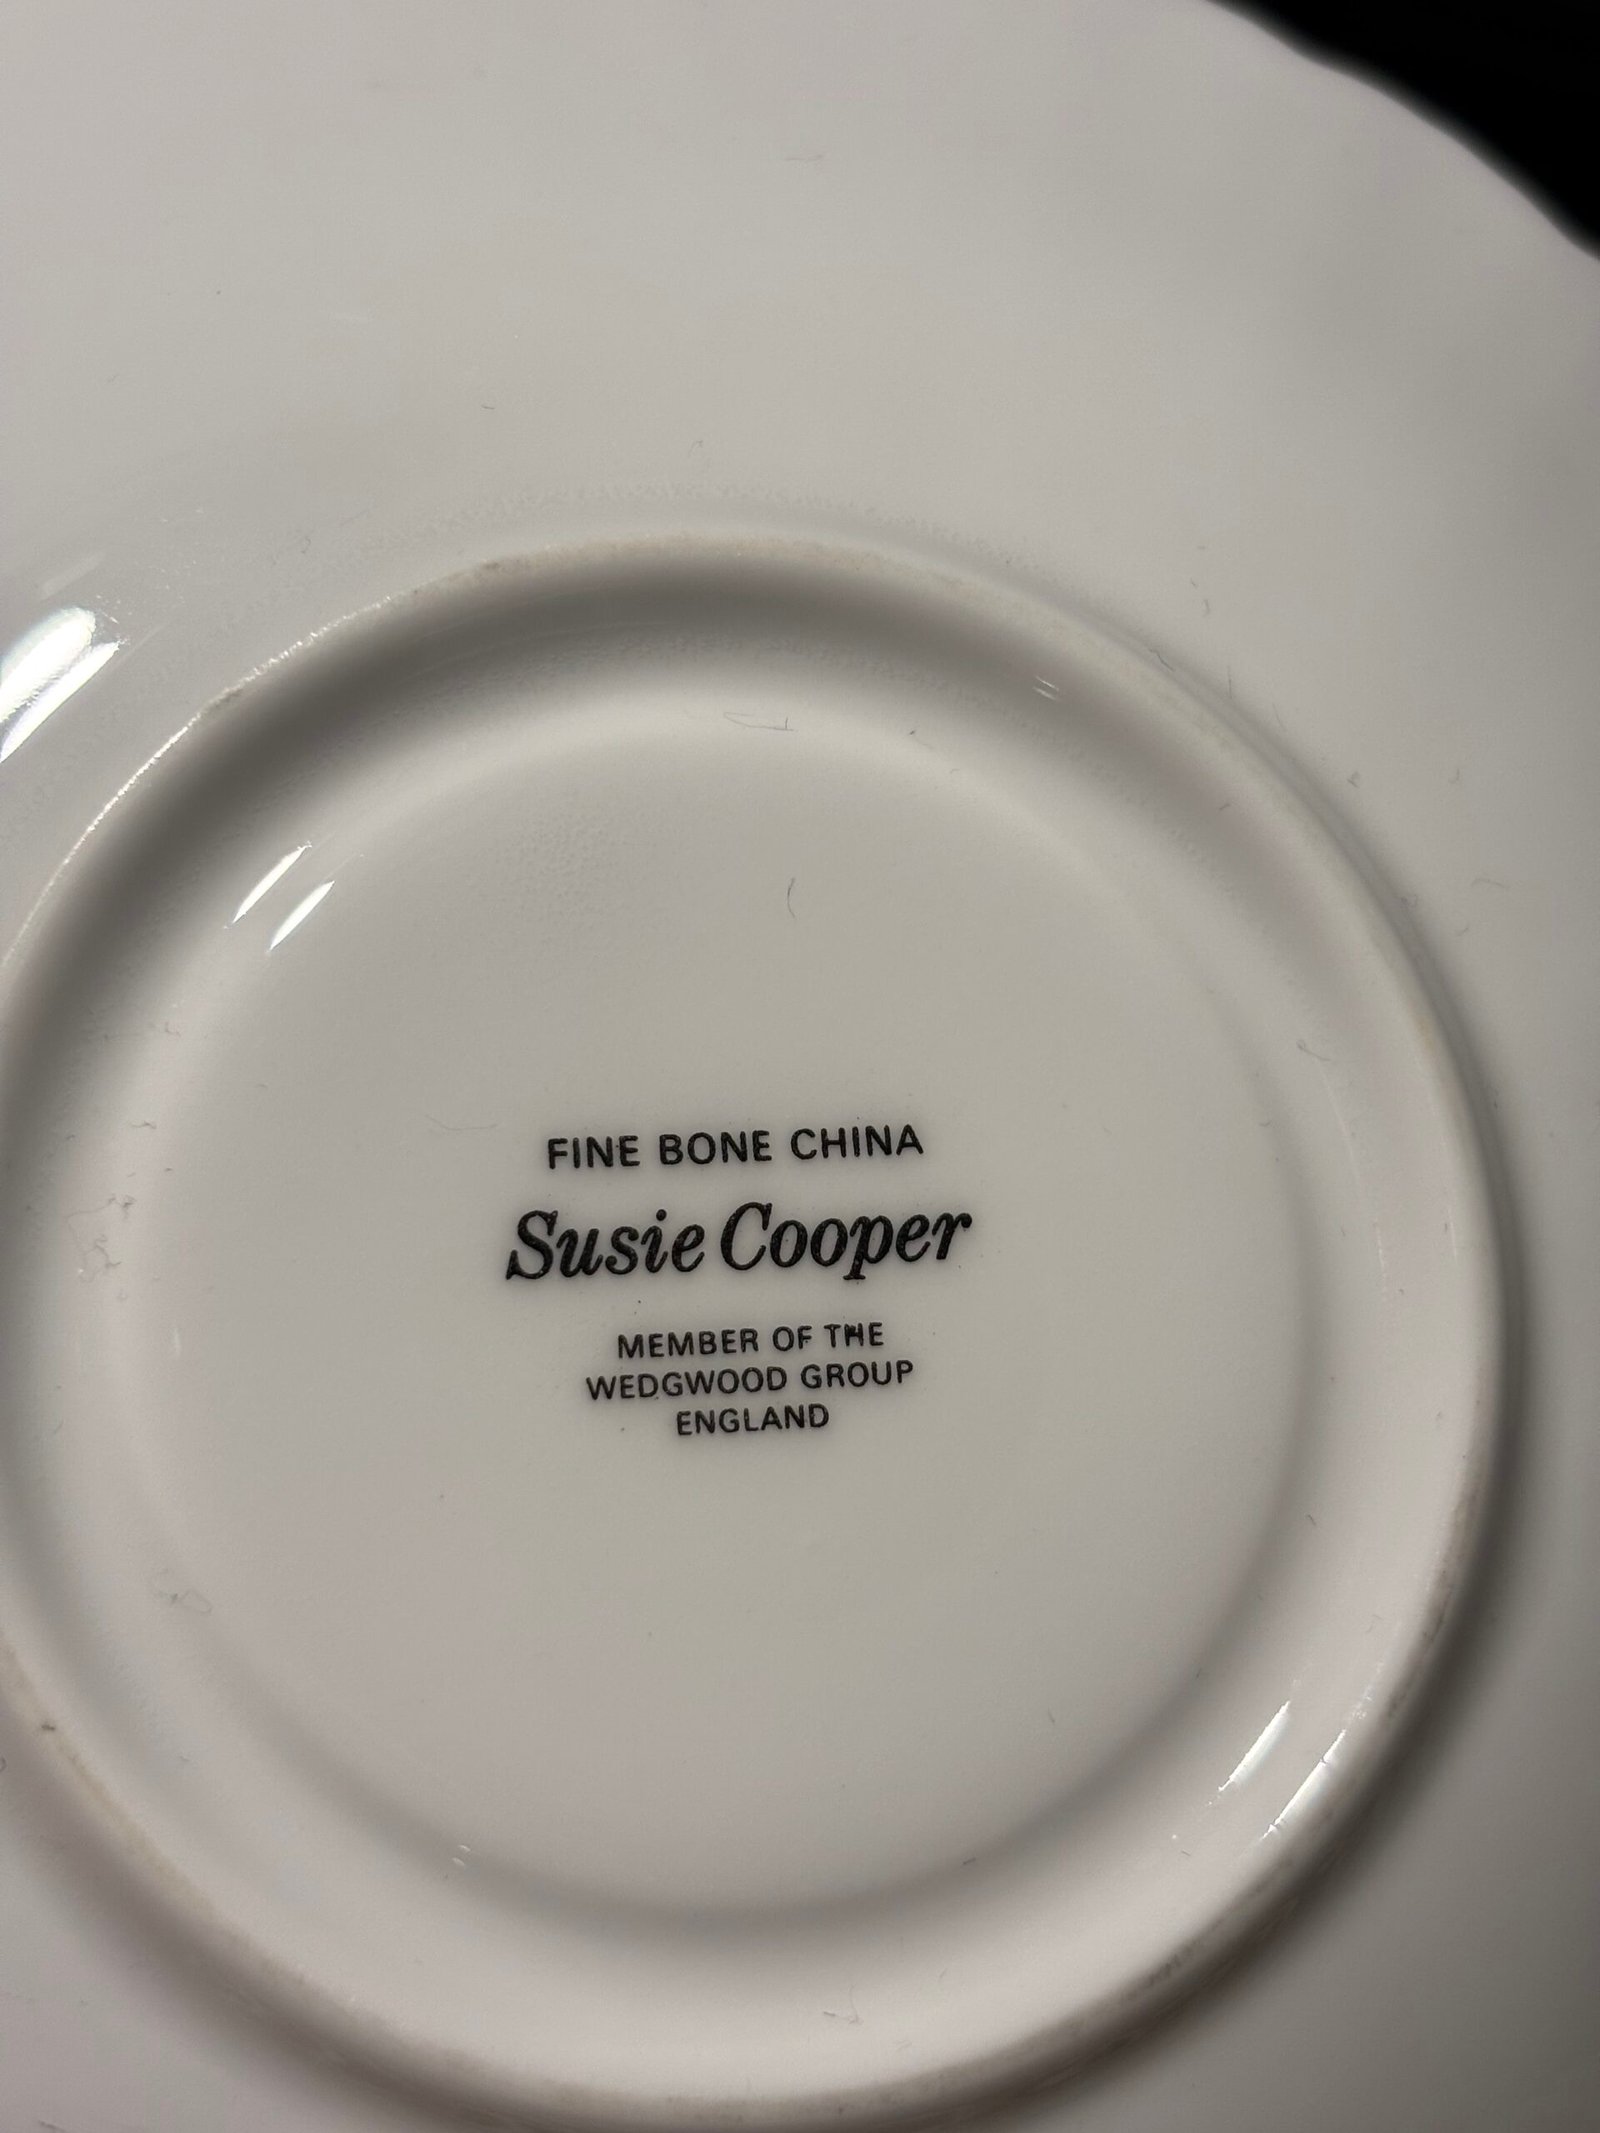 FINE BONE CHINA
Susie Cooper
MEMBER OF THE
WEDGWOOD GROUP
ENGLAND